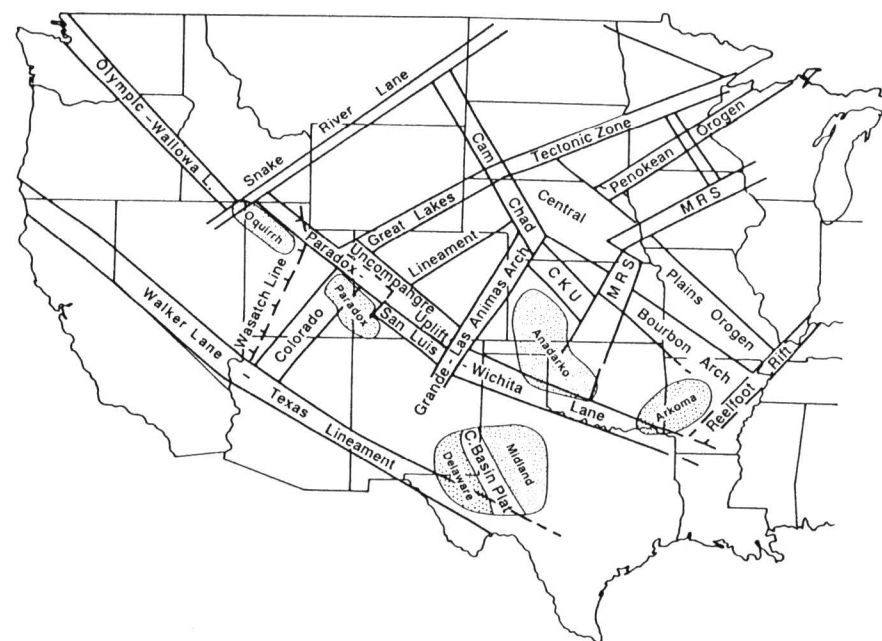 Olympic - Wallowa L.
Snake River Lane
Cam Chad
Great Lakes Tectonic Zone
Penokean Orogen
MRS
Central Plains Orogen
Oquirrh
Wasatch Line
Paradox - San Luis
Uncompahgre Uplift
Colorado Lineament
Paradox
Grande - Las Animas Arch
CKU
MRS
Bourbon Arch
Anadarko
- Wichita Lane
Arkoma
Reelfoot Rift
Walker Lane - Texas Lineament
Delaware
C. Basin Plat
Midland